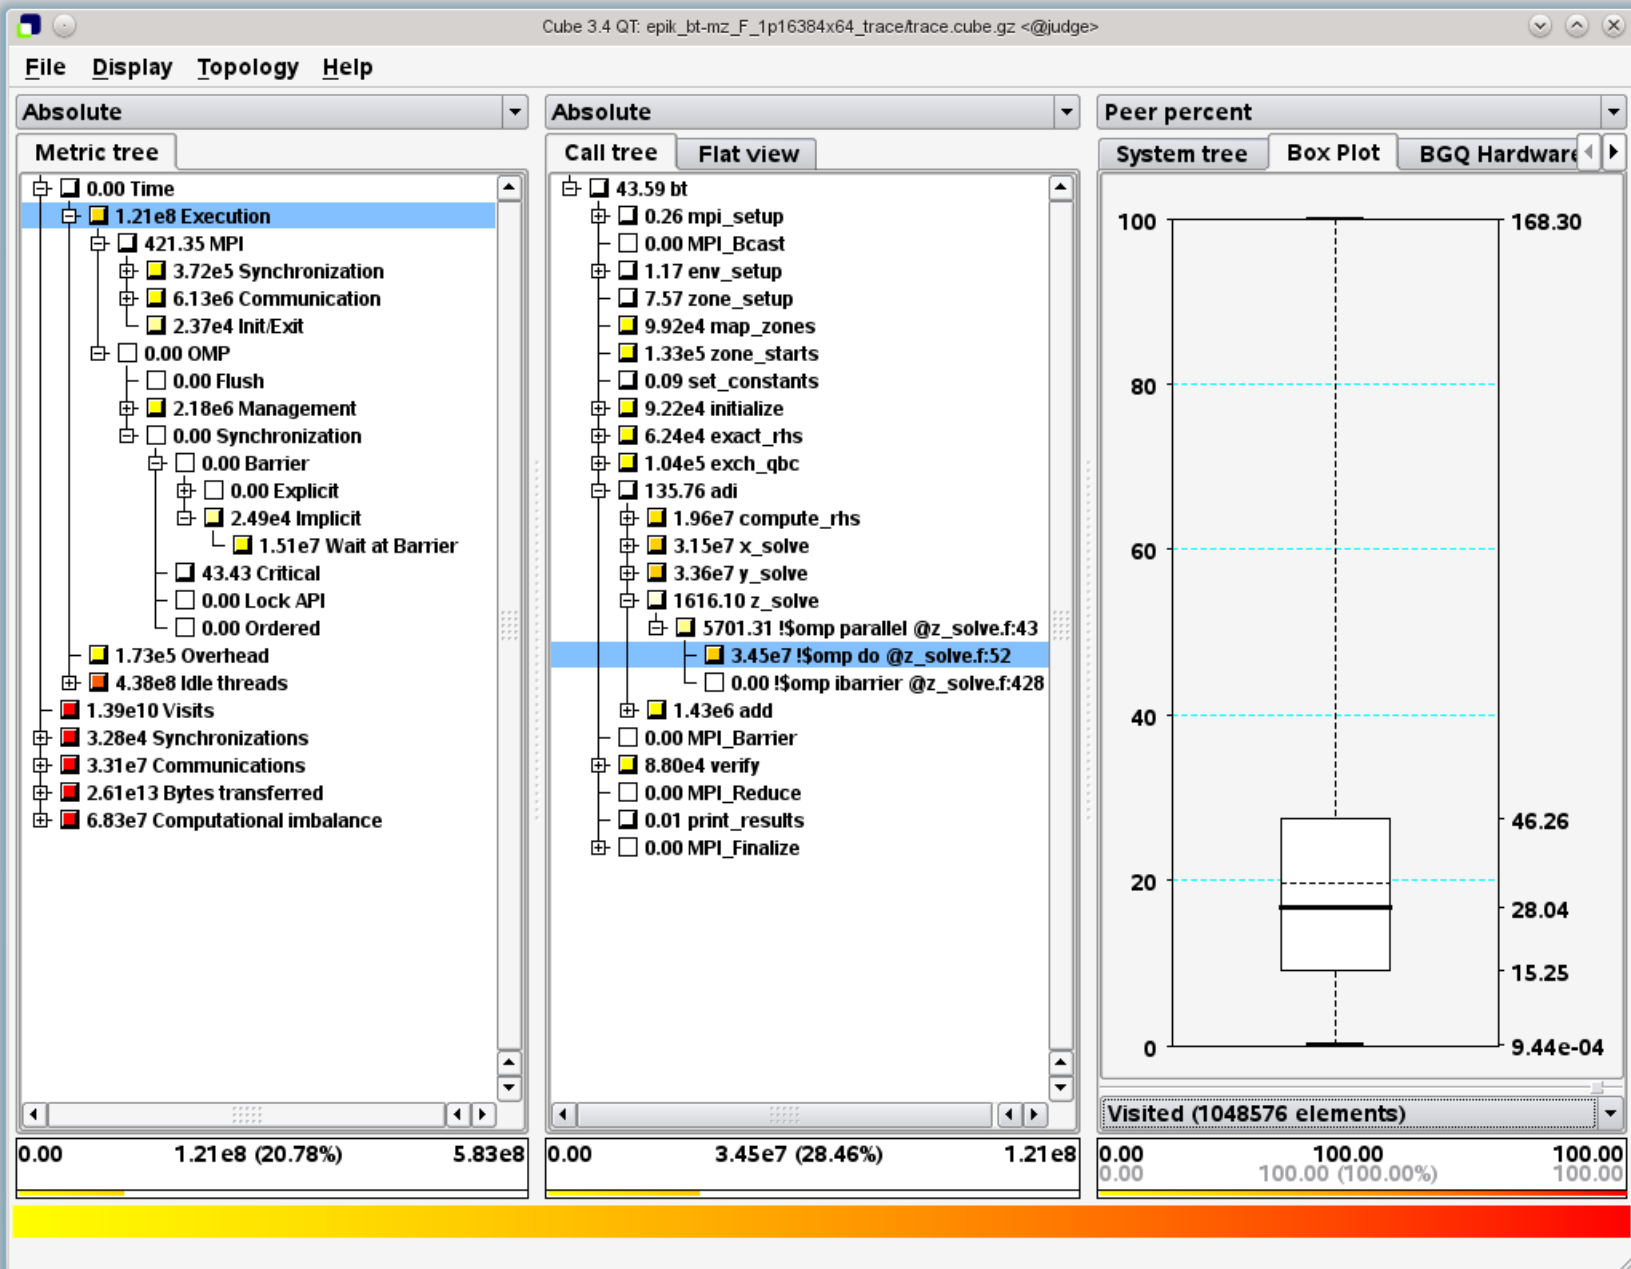 Cube 3.4 QT: epik_bt-mz_F_1p16384x64_trace/trace.cube.gz <@judge>
File Display Topology Help
Absolute
Metric tree
0.00 Time
1.21e8 Execution
421.35 MPI
3.72e5 Synchronization
6.13e6 Communication
2.37e4 Init/Exit
0.00 OMP
0.00 Flush
2.18e6 Management
0.00 Synchronization
0.00 Barrier
0.00 Explicit
2.49e4 Implicit
1.51e7 Wait at Barrier
43.43 Critical
0.00 Lock API
0.00 Ordered
1.73e5 Overhead
4.38e8 Idle threads
1.39e10 Visits
3.28e4 Synchronizations
3.31e7 Communications
2.61e13 Bytes transferred
6.83e7 Computational imbalance
0.00 1.21e8 (20.78%) 5.83e8
Absolute
Call tree Flat view
43.59 bt
0.26 mpi_setup
0.00 MPI_Bcast
1.17 env_setup
7.57 zone_setup
9.92e4 map_zones
1.33e5 zone_starts
0.09 set_constants
9.22e4 initialize
6.24e4 exact_rhs
1.04e5 exch_qbc
135.76 adi
1.96e7 compute_rhs
3.15e7 x_solve
3.36e7 y_solve
1616.10 z_solve
5701.31 !$omp parallel @z_solve.f:43
3.45e7 !$omp do @z_solve.f:52
0.00 !$omp ibarrier @z_solve.f:428
1.43e6 add
0.00 MPI_Barrier
8.80e4 verify
0.00 MPI_Reduce
0.01 print_results
0.00 MPI_Finalize
0.00 3.45e7 (28.46%) 1.21e8
Peer percent
System tree Box Plot BGQ Hardware
100 168.30
80
60
40
46.26
20
28.04
15.25
0 9.44e-04
Visited (1048576 elements)
0.00 100.00 100.00
0.00 100.00 (100.00%) 100.00